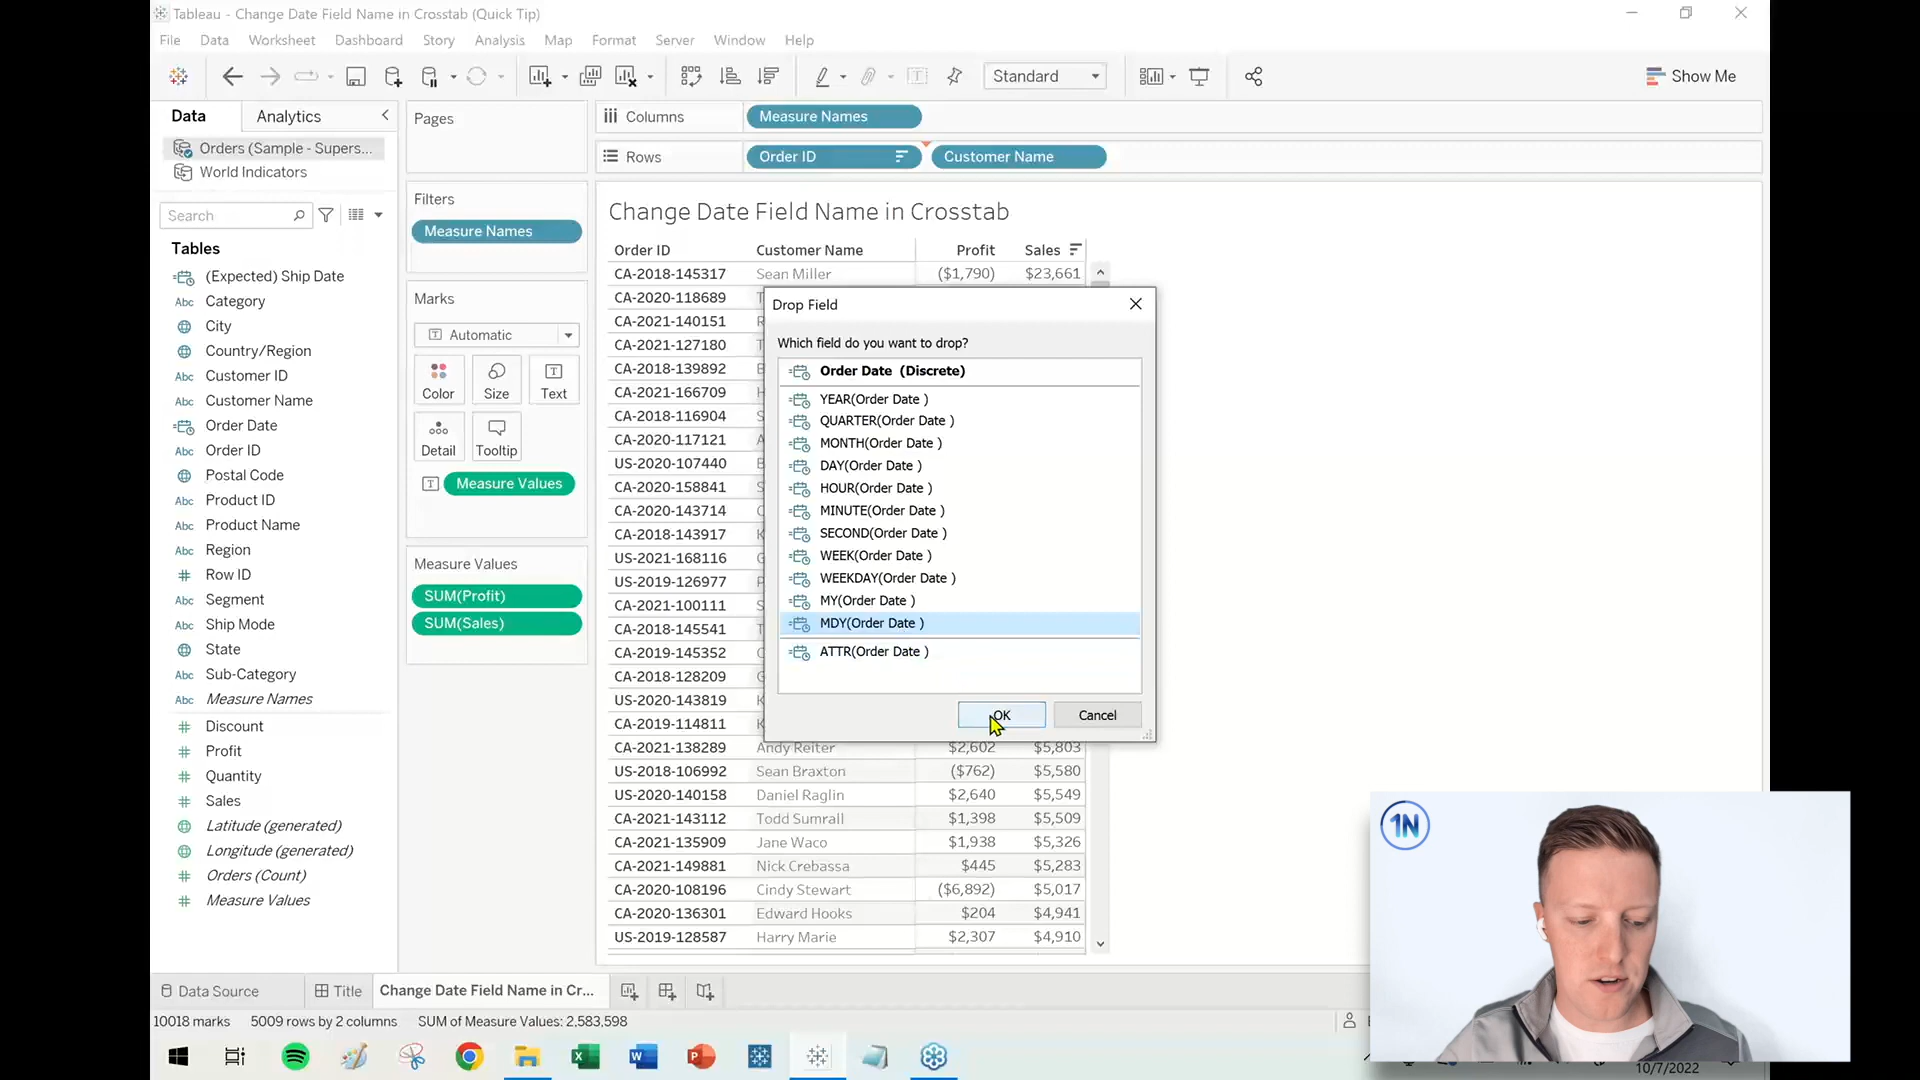 Tableau - Change Date Field Name in Crosstab (Quick Tip)
File Data Worksheet Dashboard Story Analysis Map Format Server Window Help
Standard
Show Me
Data Analytics
Orders (Sample - Supers...
World Indicators
Search
Tables
(Expected) Ship Date
Abc Category
City
Country/Region
Abc Customer ID
Abc Customer Name
Order Date
Abc Order ID
Postal Code
Abc Product ID
Abc Product Name
Abc Region
# Row ID
Abc Segment
Abc Ship Mode
Abc State
Abc Sub-Category
Abc Measure Names
# Discount
# Profit
# Quantity
# Sales
Latitude (generated)
Longitude (generated)
# Orders (Count)
# Measure Values
Pages
Filters
Measure Names
Marks
Automatic
Color Size Text
Detail Tooltip
Measure Values
Measure Values
SUM(Profit)
SUM(Sales)
Columns Measure Names
Rows Order ID Customer Name
Change Date Field Name in Crosstab
Order ID Customer Name Profit Sales
CA-2018-145317 Sean Miller ($1,790) $23,661
CA-2020-118689
CA-2021-140151
CA-2021-127180
CA-2018-139892
CA-2021-166709
CA-2018-116904
CA-2020-117121
US-2020-107440
CA-2020-158841
CA-2020-143714
CA-2018-143917
US-2021-168116
US-2019-126977
CA-2021-100111
CA-2018-145541
CA-2019-145352
CA-2018-128209
US-2020-143819
CA-2019-114811
CA-2021-138289 Andy Reiter $2,602 $5,803
US-2018-106992 Sean Braxton ($762) $5,580
US-2020-140158 Daniel Raglin $2,640 $5,549
CA-2021-143112 Todd Sumrall $1,398 $5,509
CA-2021-135909 Jane Waco $1,938 $5,326
CA-2021-149881 Nick Crebassa $445 $5,283
CA-2020-108196 Cindy Stewart ($6,892) $5,017
CA-2020-136301 Edward Hooks $204 $4,941
US-2019-128587 Harry Marie $2,307 $4,910
Drop Field
Which field do you want to drop?
Order Date (Discrete)
YEAR(Order Date )
QUARTER(Order Date )
MONTH(Order Date )
DAY(Order Date )
HOUR(Order Date )
MINUTE(Order Date )
SECOND(Order Date )
WEEK(Order Date )
WEEKDAY(Order Date )
MY(Order Date )
MDY(Order Date )
ATTR(Order Date )
OK Cancel
1N
Data Source Title Change Date Field Name in Cr...
10018 marks 5009 rows by 2 columns SUM of Measure Values: 2,583,598
10/7/2022